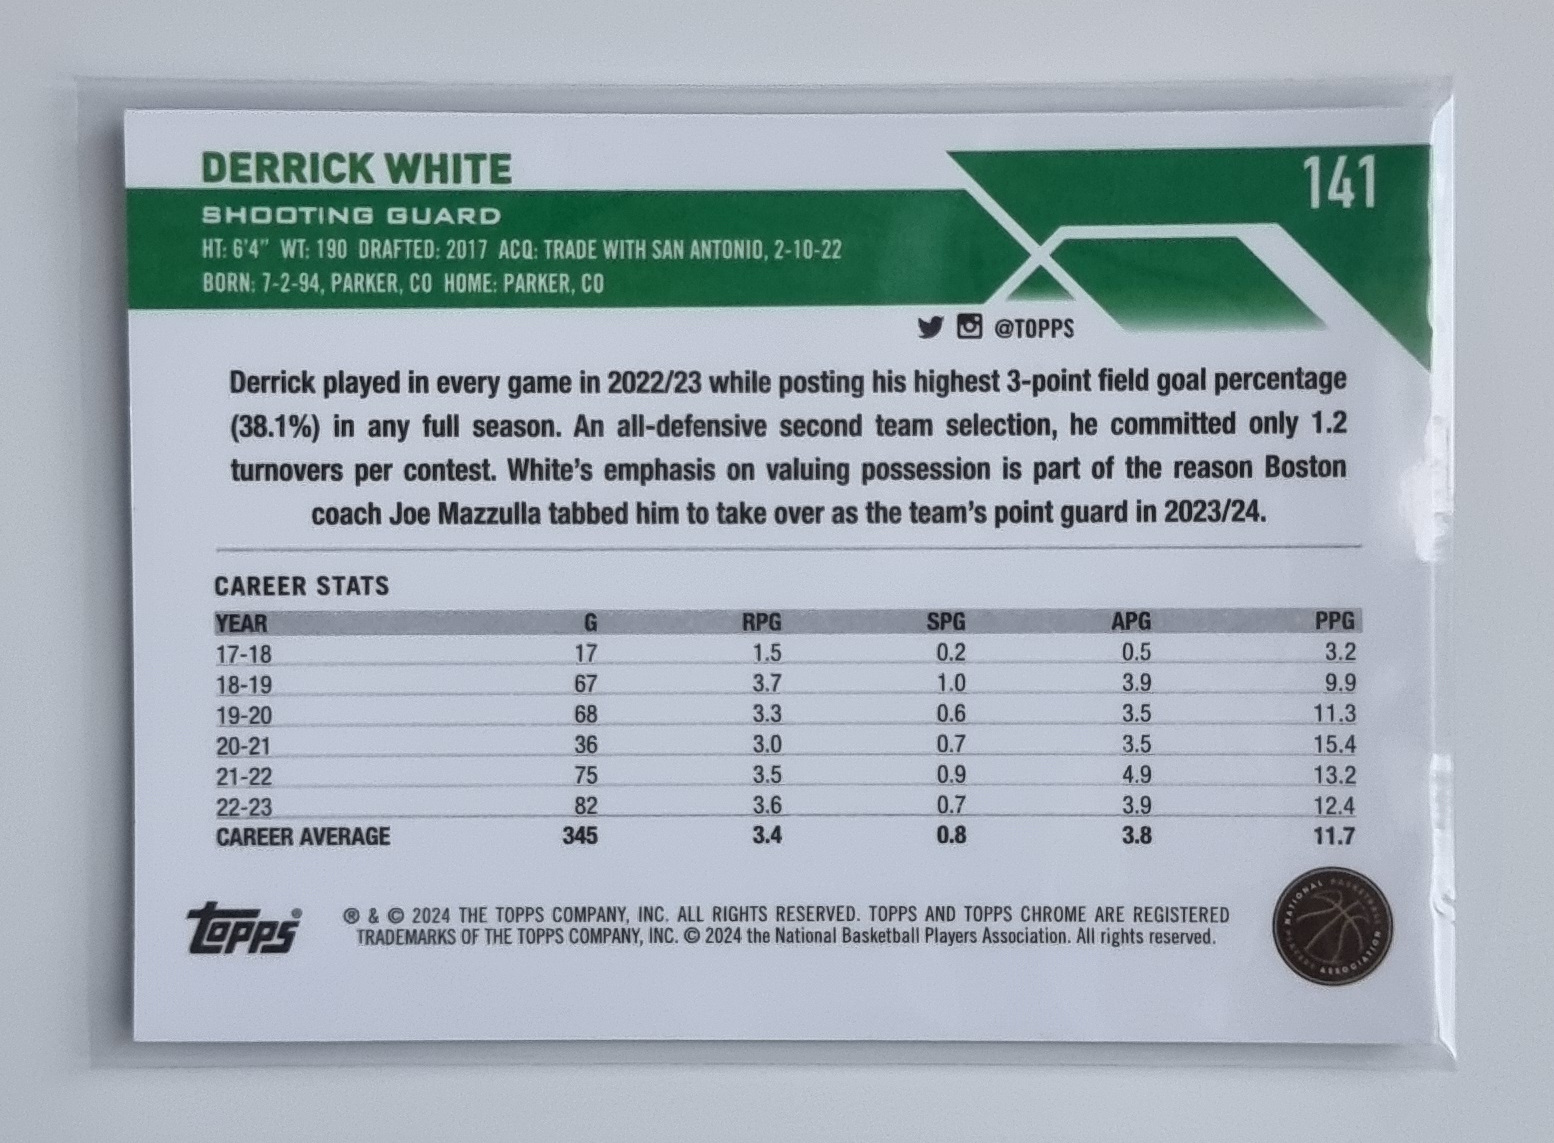 DERRICK WHITE
141
SHOOTING GUARD
HT: 6'4" WT: 190 DRAFTED: 2017 ACQ: TRADE WITH SAN ANTONIO, 2-10-22
BORN: 7-2-94, PARKER, CO HOME: PARKER, CO
@TOPPS
Derrick played in every game in 2022/23 while posting his highest 3-point field goal percentage
(38.1%) in any full season. An all-defensive second team selection, he committed only 1.2
turnovers per contest. White's emphasis on valuing possession is part of the reason Boston
coach Joe Mazzulla tabbed him to take over as the team's point guard in 2023/24.
CAREER STATS
YEAR G RPG SPG APG PPG
17-18 17 1.5 0.2 0.5 3.2
18-19 67 3.7 1.0 3.9 9.9
19-20 68 3.3 0.6 3.5 11.3
20-21 36 3.0 0.7 3.5 15.4
21-22 75 3.5 0.9 4.9 13.2
22-23 82 3.6 0.7 3.9 12.4
CAREER AVERAGE 345 3.4 0.8 3.8 11.7
Topps®
® & © 2024 THE TOPPS COMPANY, INC. ALL RIGHTS RESERVED. TOPPS AND TOPPS CHROME ARE REGISTERED
TRADEMARKS OF THE TOPPS COMPANY, INC. © 2024 the National Basketball Players Association. All rights reserved.
NATIONAL BASKETBALL PLAYERS ASSOCIATION